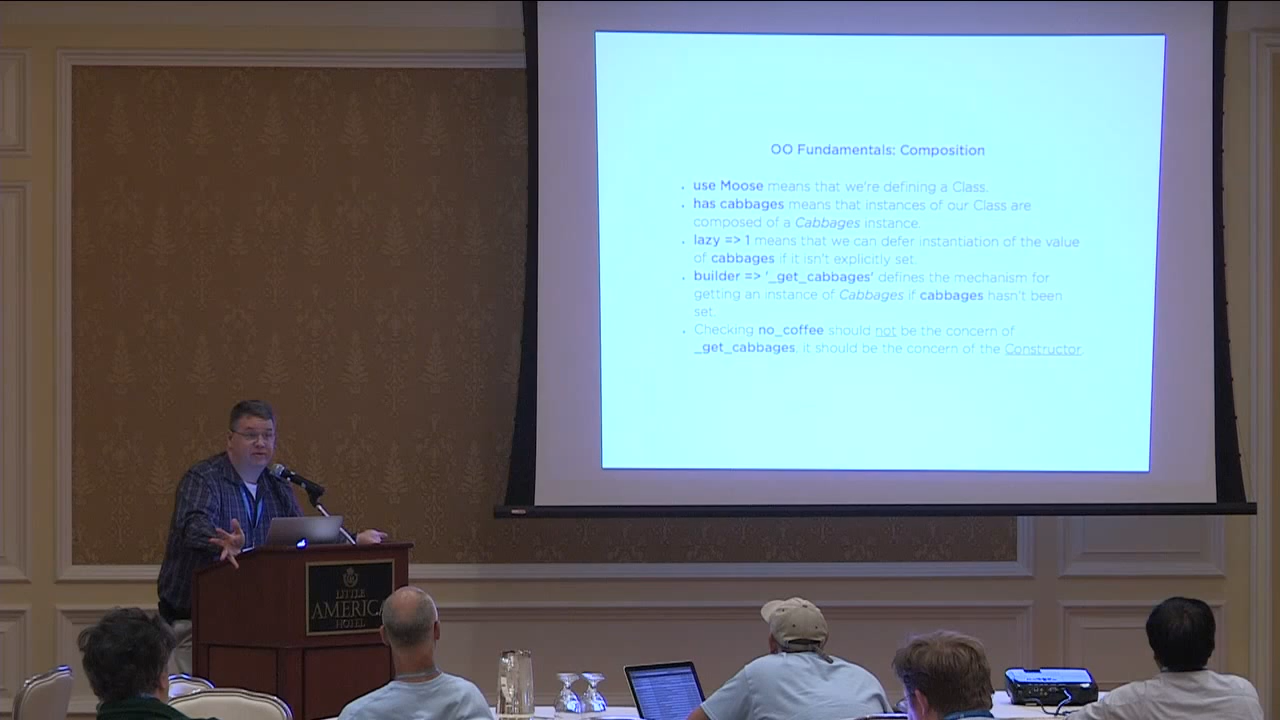 OO Fundamentals: Composition
• use Moose means that we're defining a Class.
• has cabbages means that instances of our Class are
composed of a Cabbages instance.
• lazy => 1 means that we can defer instantiation of the value
of cabbages if it isn't explicitly set.
• builder => '_get_cabbages' defines the mechanism for
getting an instance of Cabbages if cabbages hasn't been
set.
• Checking no_coffee should not be the concern of
_get_cabbages, it should be the concern of the Constructor.
LITTLE
AMERICA
HOTEL